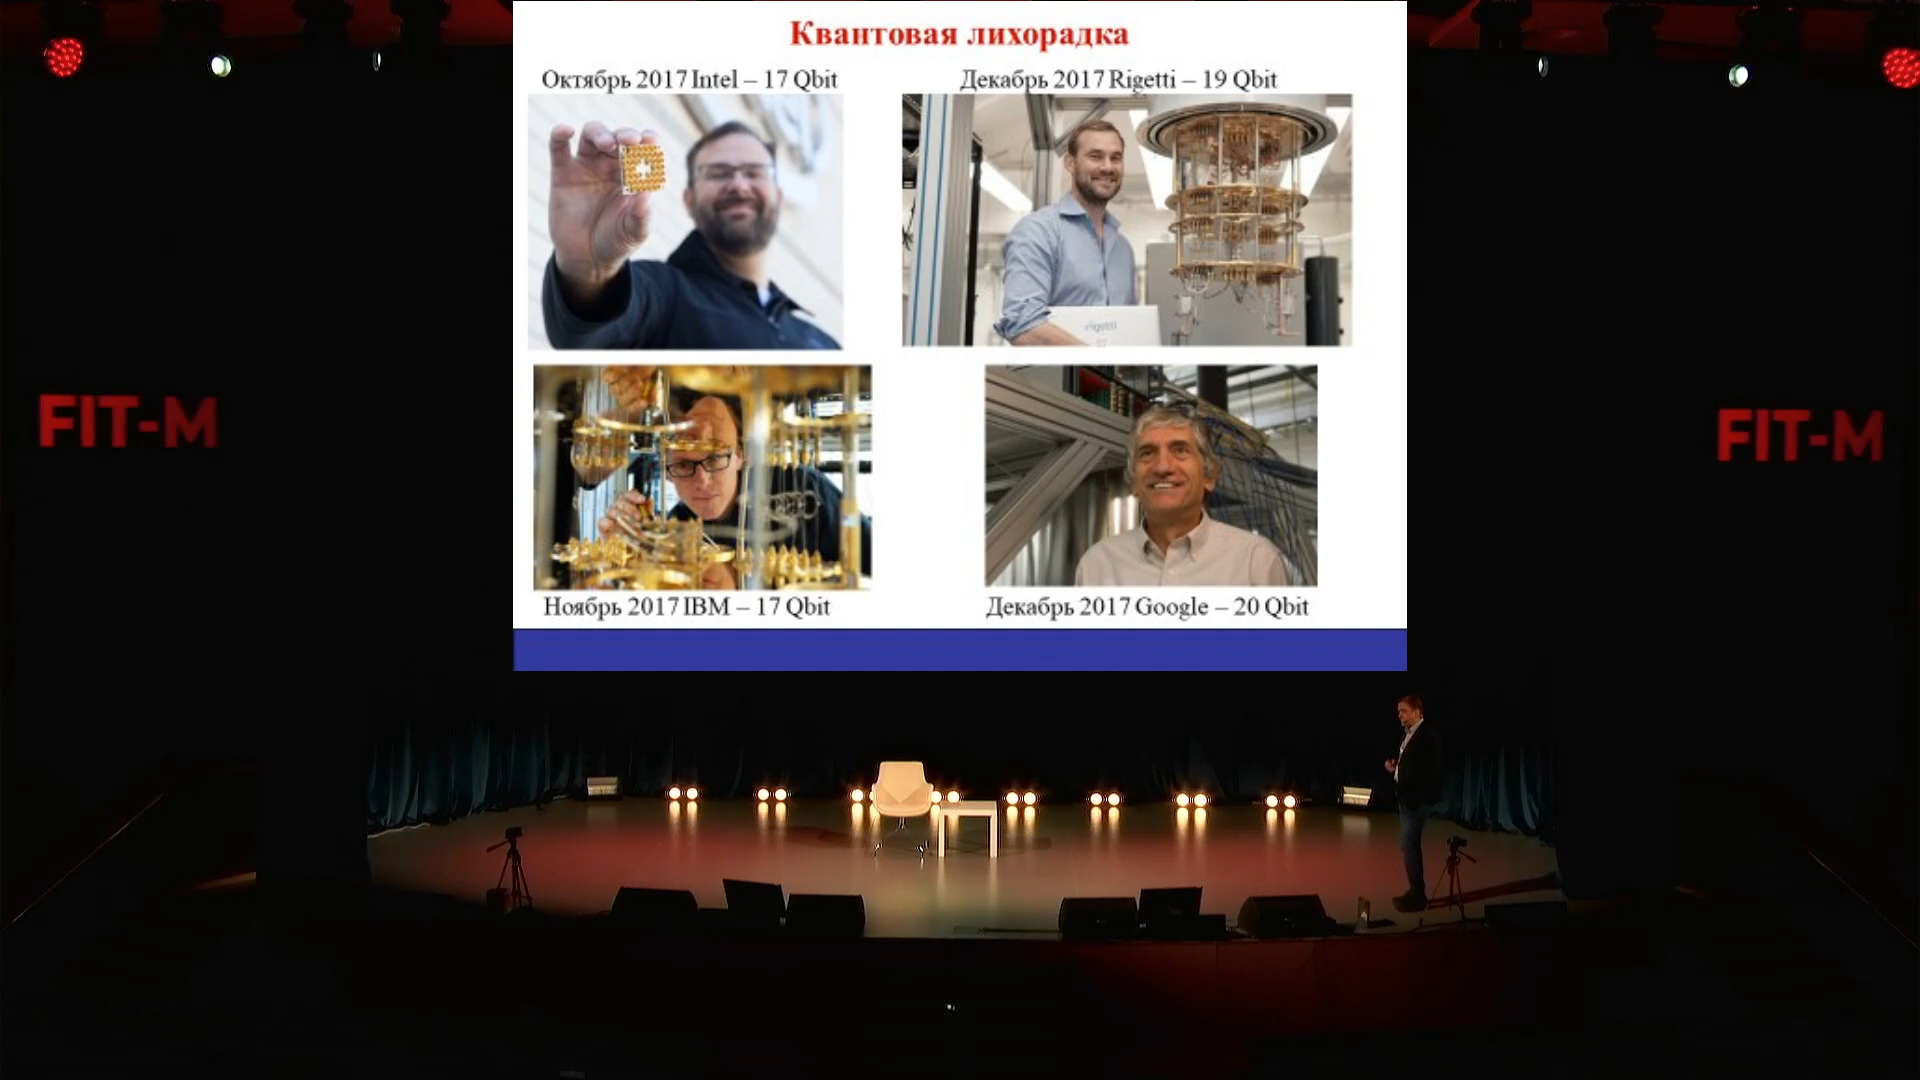 Квантовая лихорадка
Октябрь 2017 Intel – 17 Qbit
Декабрь 2017 Rigetti – 19 Qbit
rigetti
Ноябрь 2017 IBM – 17 Qbit
Декабрь 2017 Google – 20 Qbit
FIT-M
FIT-M